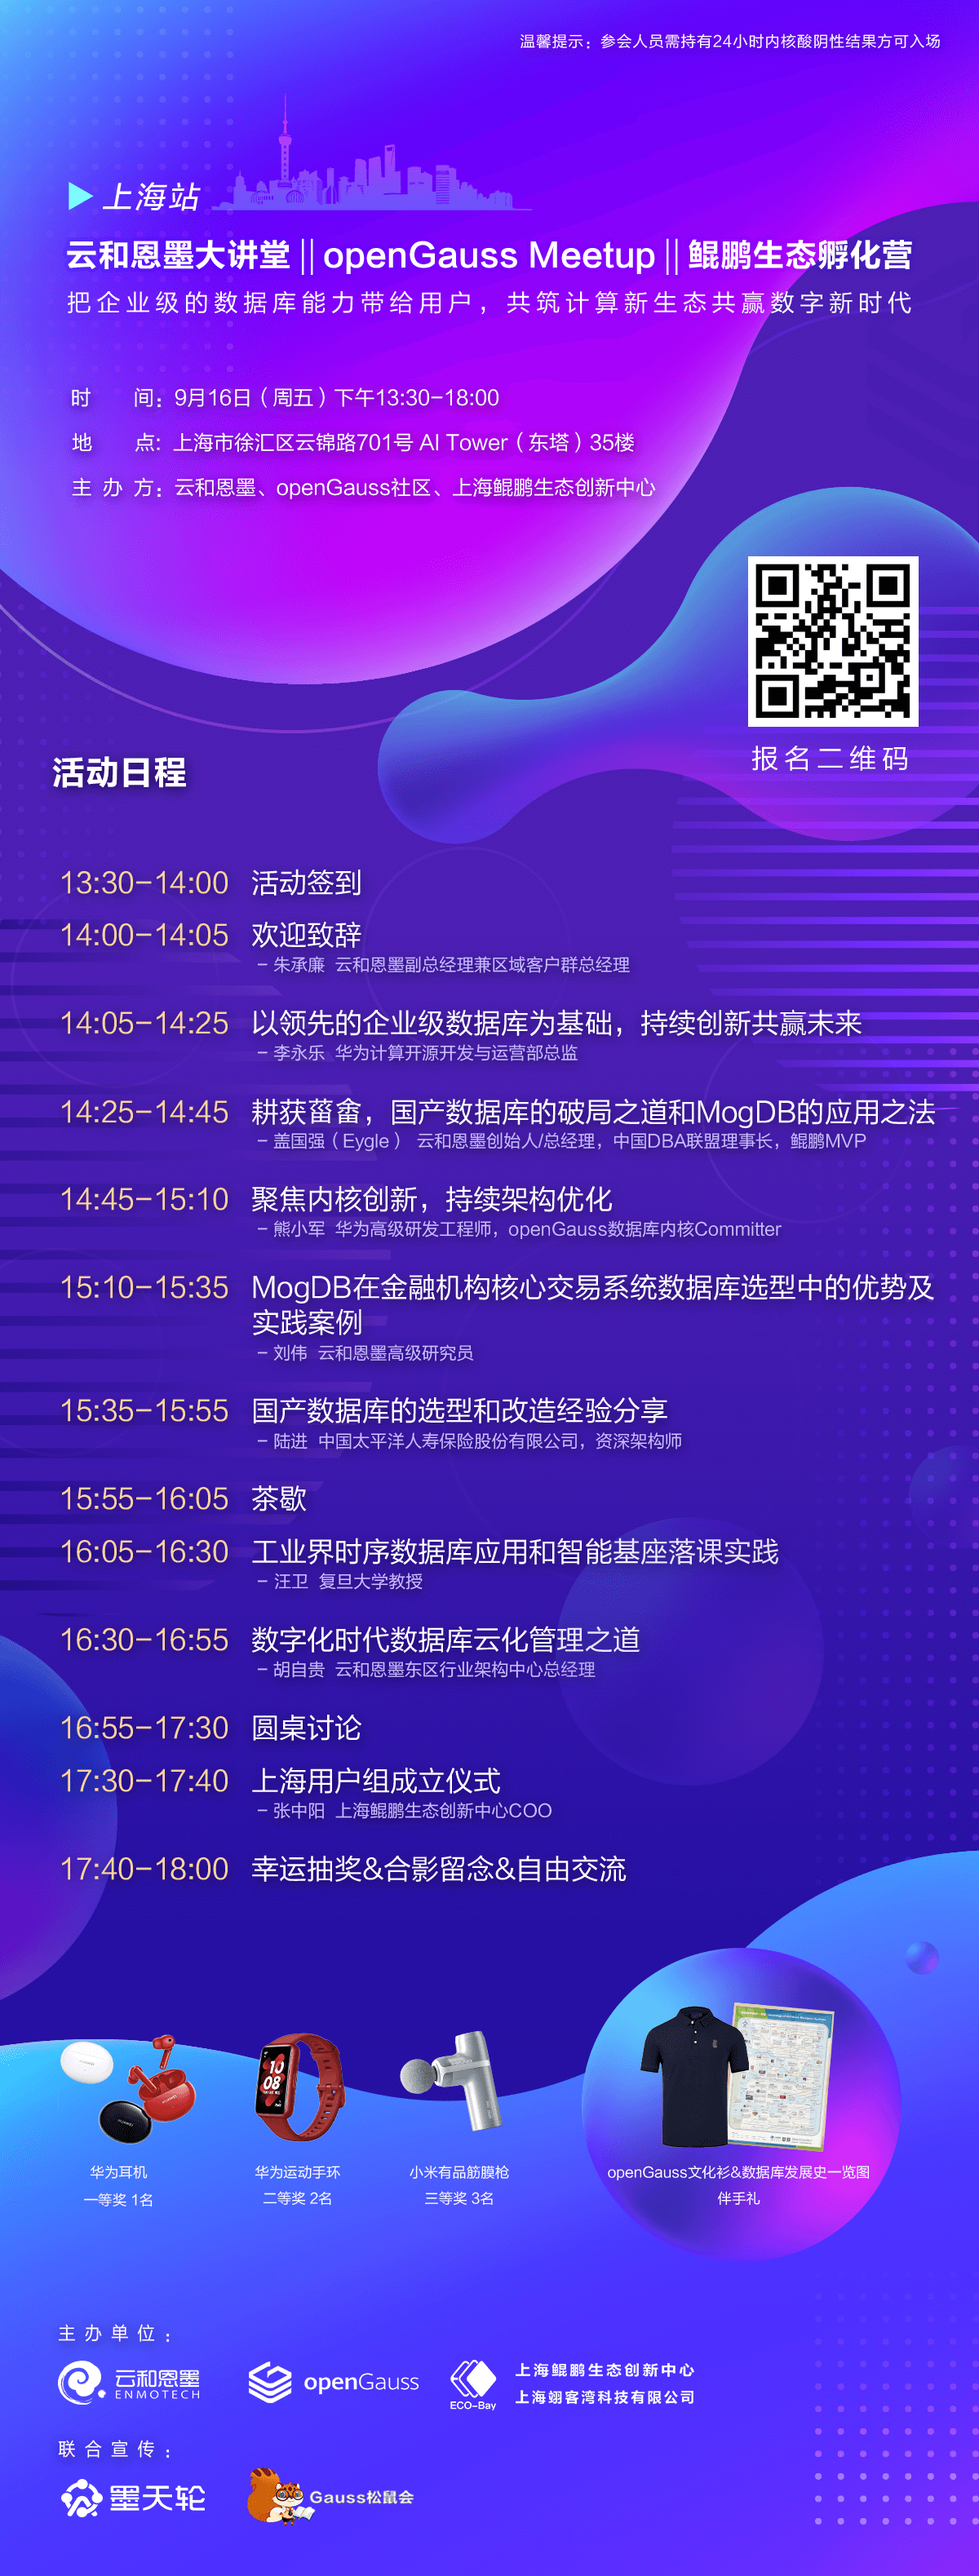 温馨提示：参会人员需持有24小时内核酸阴性结果方可入场
上海站
云和恩墨大讲堂||openGauss Meetup||鲲鹏生态孵化营
把企业级的数据库能力带给用户，共筑计算新生态共赢数字新时代
时 间：9月16日（周五）下午13:30-18:00
地 点：上海市徐汇区云锦路701号 AI Tower（东塔）35楼
主 办 方：云和恩墨、openGauss社区、上海鲲鹏生态创新中心
报名二维码
活动日程
13:30-14:00 活动签到
14:00-14:05 欢迎致辞
- 朱承廉 云和恩墨副总经理兼区域客户群总经理
14:05-14:25 以领先的企业级数据库为基础，持续创新共赢未来
- 李永乐 华为计算开源开发与运营部总监
14:25-14:45 耕获菑畬，国产数据库的破局之道和MogDB的应用之法
- 盖国强（Eygle） 云和恩墨创始人/总经理，中国DBA联盟理事长，鲲鹏MVP
14:45-15:10 聚焦内核创新，持续架构优化
- 熊小军 华为高级研发工程师，openGauss数据库内核Committer
15:10-15:35 MogDB在金融机构核心交易系统数据库选型中的优势及
实践案例
- 刘伟 云和恩墨高级研究员
15:35-15:55 国产数据库的选型和改造经验分享
- 陆进 中国太平洋人寿保险股份有限公司，资深架构师
15:55-16:05 茶歇
16:05-16:30 工业界时序数据库应用和智能基座落课实践
- 汪卫 复旦大学教授
16:30-16:55 数字化时代数据库云化管理之道
- 胡自贵 云和恩墨东区行业架构中心总经理
16:55-17:30 圆桌讨论
17:30-17:40 上海用户组成立仪式
- 张中阳 上海鲲鹏生态创新中心COO
17:40-18:00 幸运抽奖&合影留念&自由交流
10
08
华为耳机
一等奖 1名
华为运动手环
二等奖 2名
小米有品筋膜枪
三等奖 3名
openGauss文化衫&数据库发展史一览图
伴手礼
主办单位：
云和恩墨
ENMOTECH
openGauss
ECO-Bay
上海鲲鹏生态创新中心
上海翊客湾科技有限公司
联合宣传：
墨天轮
Gauss松鼠会